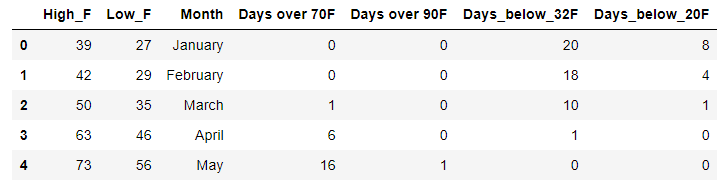 High_F Low_F Month Days over 70F Days over 90F Days_below_32F Days_below_20F
0 39 27 January 0 0 20 8
1 42 29 February 0 0 18 4
2 50 35 March 1 0 10 1
3 63 46 April 6 0 1 0
4 73 56 May 16 1 0 0